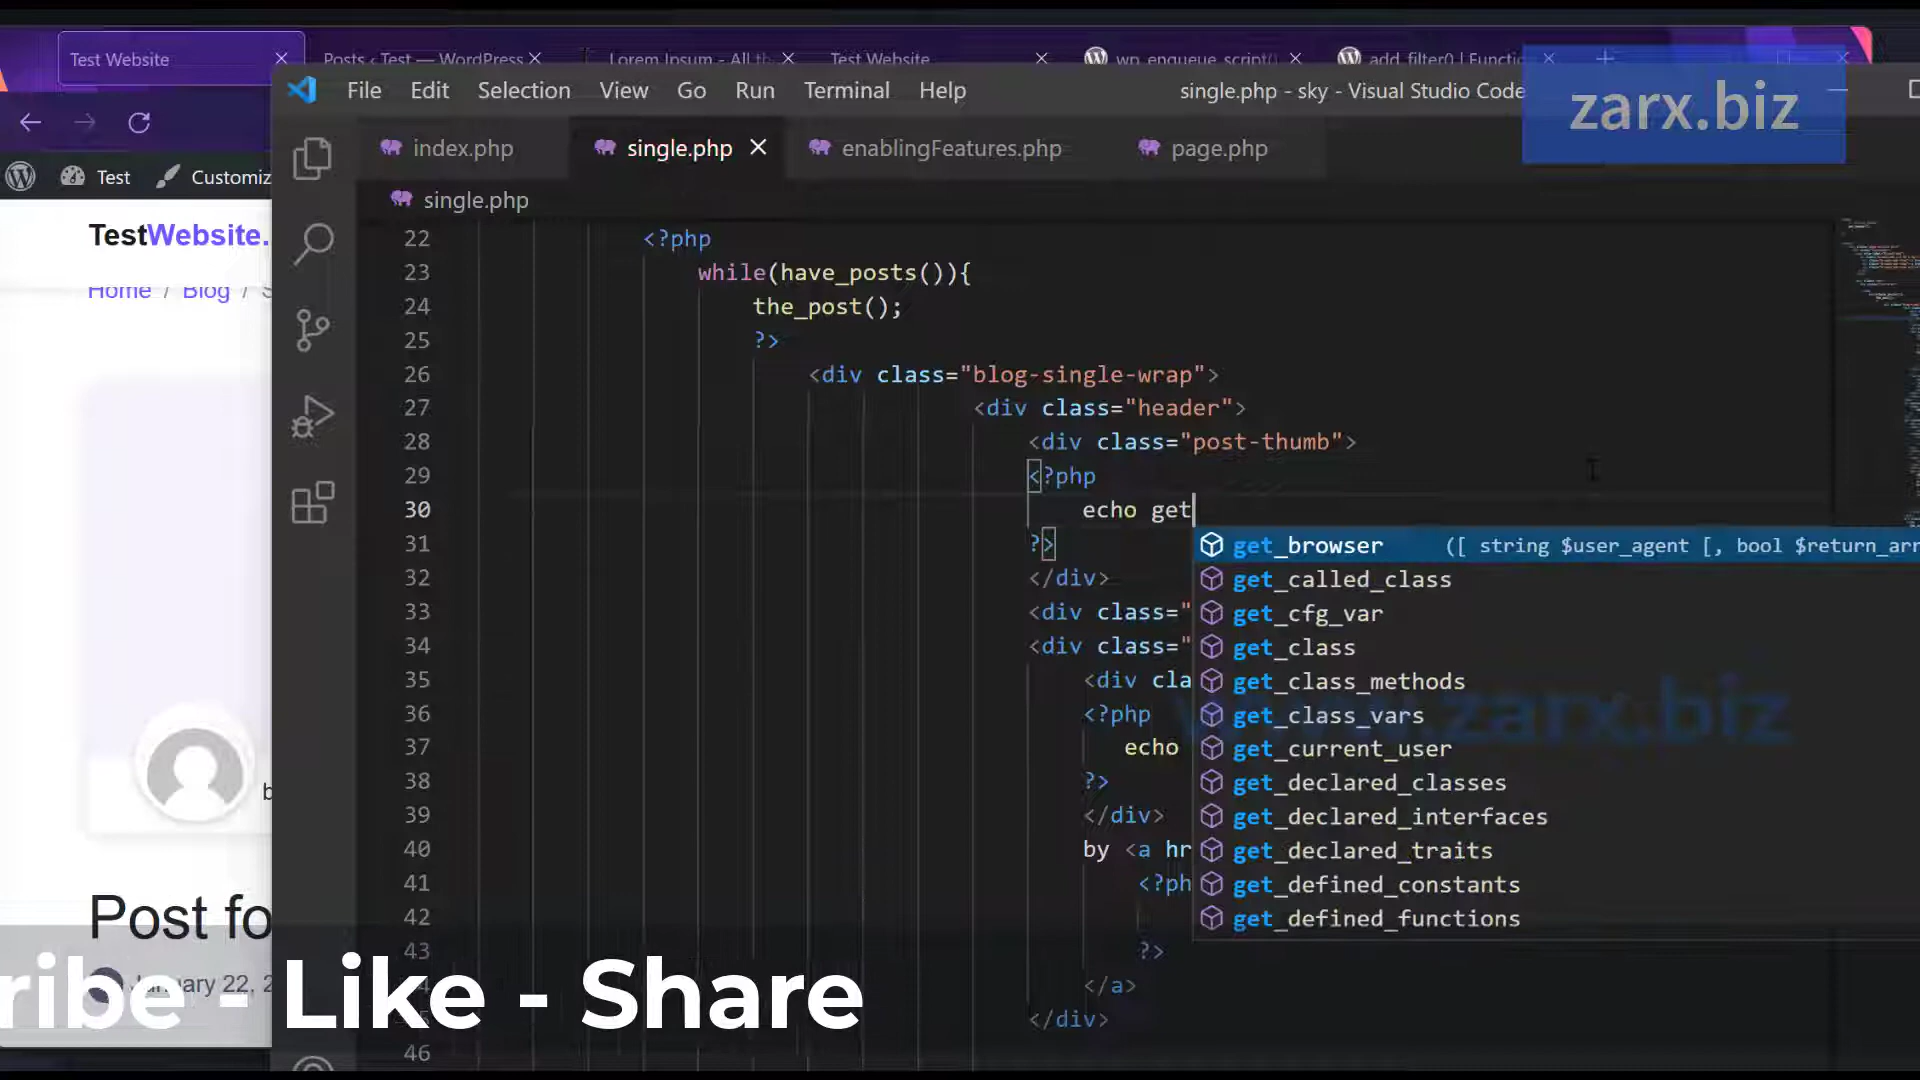 Test Website
Posts ‹ Test — WordPress
Lorem Ipsum - All th
Test Website
wp_enqueue_script()
add_filter() | Functi
File Edit Selection View Go Run Terminal Help
single.php - sky - Visual Studio Code
zarx.biz
index.php
single.php
enablingFeatures.php
page.php
Test
Customiz
single.php
TestWebsite.
Home / Blog / S
22 <?php
23 while(have_posts()){
24 the_post();
25 ?>
26 <div class="blog-single-wrap">
27 <div class="header">
28 <div class="post-thumb">
29 <?php
30 echo get
31 ?>
32 </div>
33 <div class="
34 <div class="
35 <div cla
36 <?php
37 echo
38 ?>
39 </div>
40 by <a hr
41 <?ph
42
43 ?>
</a>
</div>
46
get_browser ([ string $user_agent [, bool $return_arr
get_called_class
get_cfg_var
get_class
get_class_methods
get_class_vars
get_current_user
get_declared_classes
get_declared_interfaces
get_declared_traits
get_defined_constants
get_defined_functions
www.zarx.biz
b
Post fo
January 22, 2
ribe - Like - Share